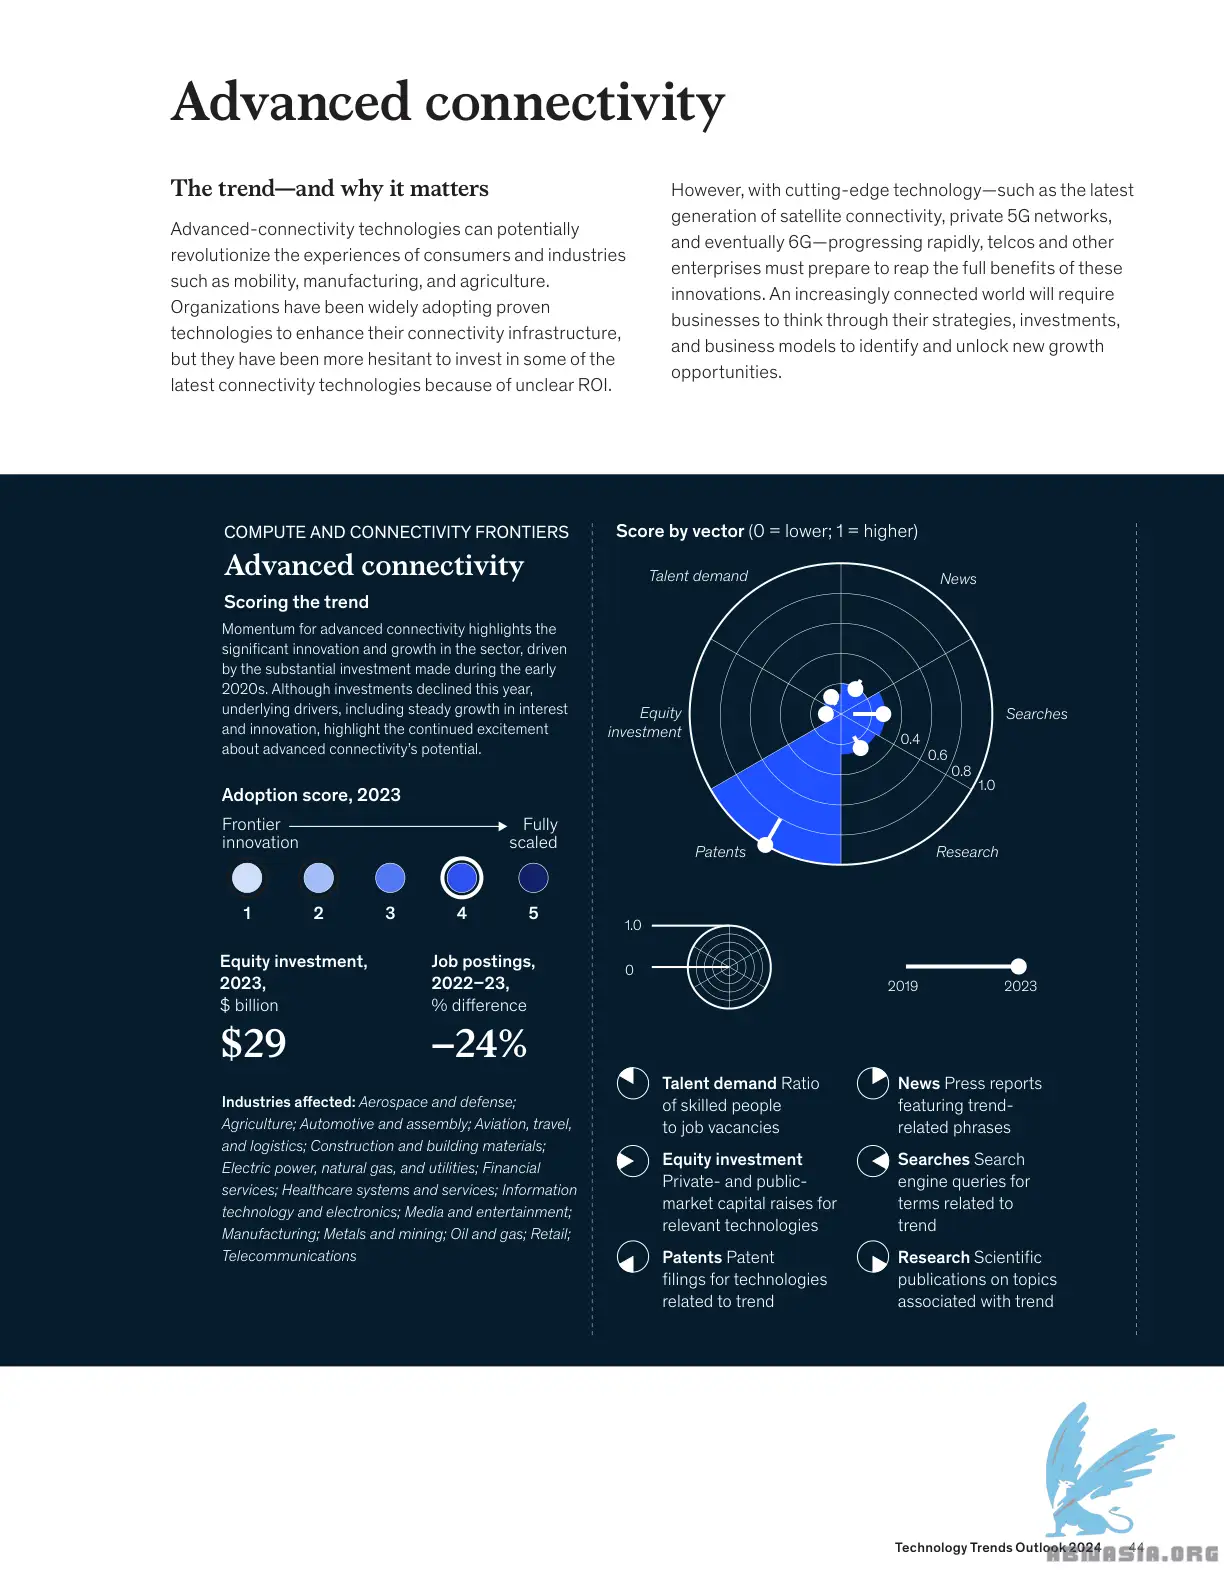 Advanced connectivity
The trend—and why it matters
Advanced-connectivity technologies can potentially
revolutionize the experiences of consumers and industries
such as mobility, manufacturing, and agriculture.
Organizations have been widely adopting proven
technologies to enhance their connectivity infrastructure,
but they have been more hesitant to invest in some of the
latest connectivity technologies because of unclear ROI.
However, with cutting-edge technology—such as the latest
generation of satellite connectivity, private 5G networks,
and eventually 6G—progressing rapidly, telcos and other
enterprises must prepare to reap the full benefits of these
innovations. An increasingly connected world will require
businesses to think through their strategies, investments,
and business models to identify and unlock new growth
opportunities.
COMPUTE AND CONNECTIVITY FRONTIERS
Advanced connectivity
Scoring the trend
Momentum for advanced connectivity highlights the
significant innovation and growth in the sector, driven
by the substantial investment made during the early
2020s. Although investments declined this year,
underlying drivers, including steady growth in interest
and innovation, highlight the continued excitement
about advanced connectivity's potential.
Adoption score, 2023
Frontier
innovation
Fully
scaled
1 2 3 4 5
Equity investment,
2023,
$ billion
$29
Job postings,
2022–23,
% difference
–24%
Industries affected: Aerospace and defense;
Agriculture; Automotive and assembly; Aviation, travel,
and logistics; Construction and building materials;
Electric power, natural gas, and utilities; Financial
services; Healthcare systems and services; Information
technology and electronics; Media and entertainment;
Manufacturing; Metals and mining; Oil and gas; Retail;
Telecommunications
Score by vector (0 = lower; 1 = higher)
Talent demand
News
Equity
investment
Searches
0.4
0.6
0.8
1.0
Patents
Research
1.0
0
2019 2023
Talent demand Ratio
of skilled people
to job vacancies
Equity investment
Private- and public-
market capital raises for
relevant technologies
Patents Patent
filings for technologies
related to trend
News Press reports
featuring trend-
related phrases
Searches Search
engine queries for
terms related to
trend
Research Scientific
publications on topics
associated with trend
Technology Trends Outlook 2024 44
ABMASIA.ORG